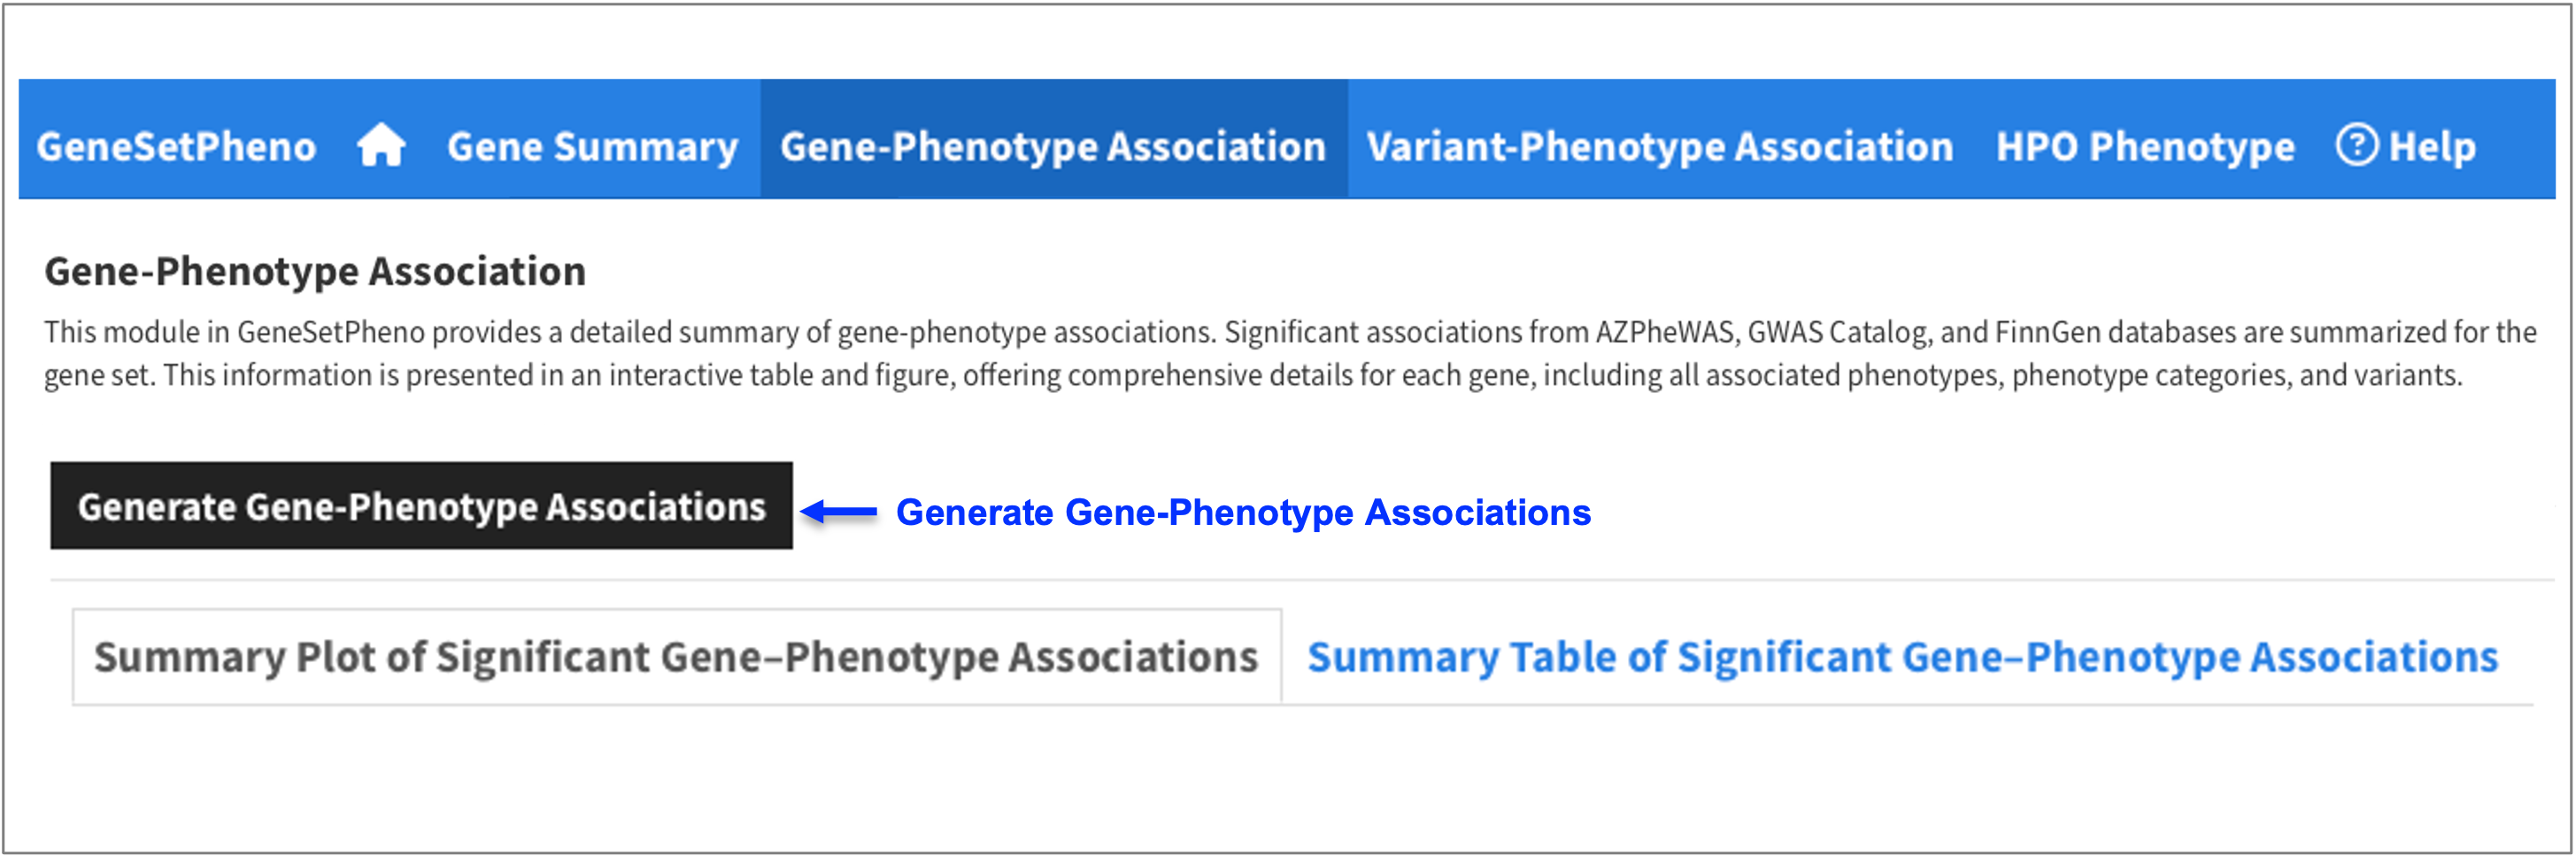 GeneSetPheno Gene Summary Gene-Phenotype Association Variant-Phenotype Association HPO Phenotype ? Help
Gene-Phenotype Association
This module in GeneSetPheno provides a detailed summary of gene-phenotype associations. Significant associations from AZPheWAS, GWAS Catalog, and FinnGen databases are summarized for the
gene set. This information is presented in an interactive table and figure, offering comprehensive details for each gene, including all associated phenotypes, phenotype categories, and variants.
Generate Gene-Phenotype Associations Generate Gene-Phenotype Associations
Summary Plot of Significant Gene–Phenotype Associations Summary Table of Significant Gene–Phenotype Associations